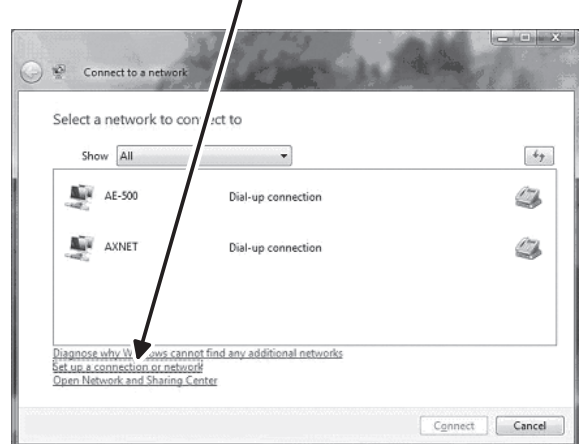 Connect to a network
Select a network to connect to
Show All
AE-500 Dial-up connection
AXNET Dial-up connection
Diagnose why Windows cannot find any additional networks
Set up a connection or network
Open Network and Sharing Center
Connect Cancel